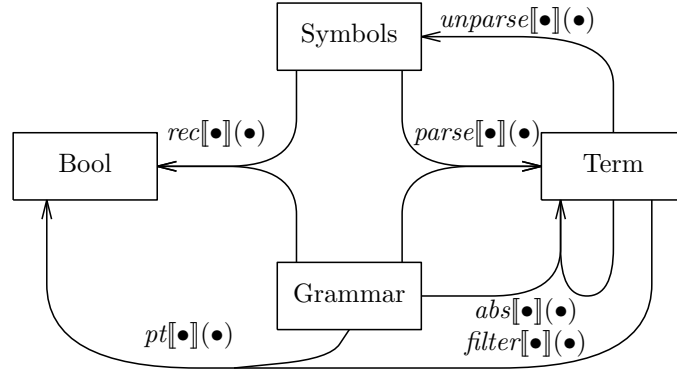 Symbols
unparse⟦●⟧(●)
rec⟦●⟧(●)
parse⟦●⟧(●)
Bool
Term
Grammar
abs⟦●⟧(●)
pt⟦●⟧(●)
filter⟦●⟧(●)